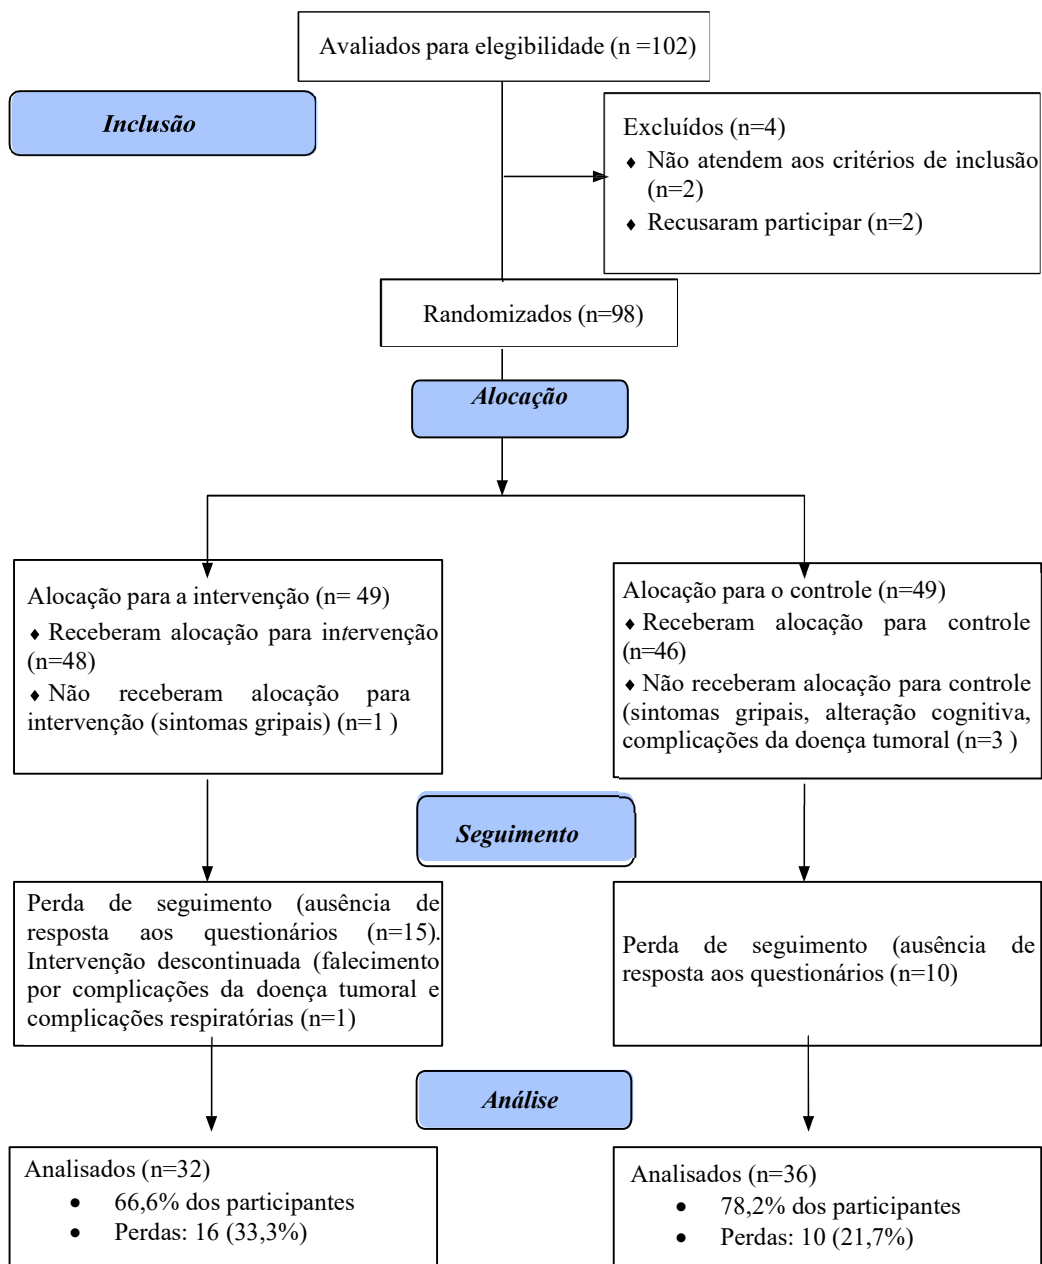 Avaliados para elegibilidade (n =102)
Inclusão
Excluídos (n=4)
♦ Não atendem aos critérios de inclusão
(n=2)
♦ Recusaram participar (n=2)
Randomizados (n=98)
Alocação
Alocação para a intervenção (n= 49)
♦ Receberam alocação para intervenção
(n=48)
♦ Não receberam alocação para
intervenção (sintomas gripais) (n=1 )
Alocação para o controle (n=49)
♦ Receberam alocação para controle
(n=46)
♦ Não receberam alocação para controle
(sintomas gripais, alteração cognitiva,
complicações da doença tumoral (n=3 )
Seguimento
Perda de seguimento (ausência de
resposta aos questionários (n=15).
Intervenção descontinuada (falecimento
por complicações da doença tumoral e
complicações respiratórias (n=1)
Perda de seguimento (ausência de
resposta aos questionários (n=10)
Análise
Analisados (n=32)
• 66,6% dos participantes
• Perdas: 16 (33,3%)
Analisados (n=36)
• 78,2% dos participantes
• Perdas: 10 (21,7%)